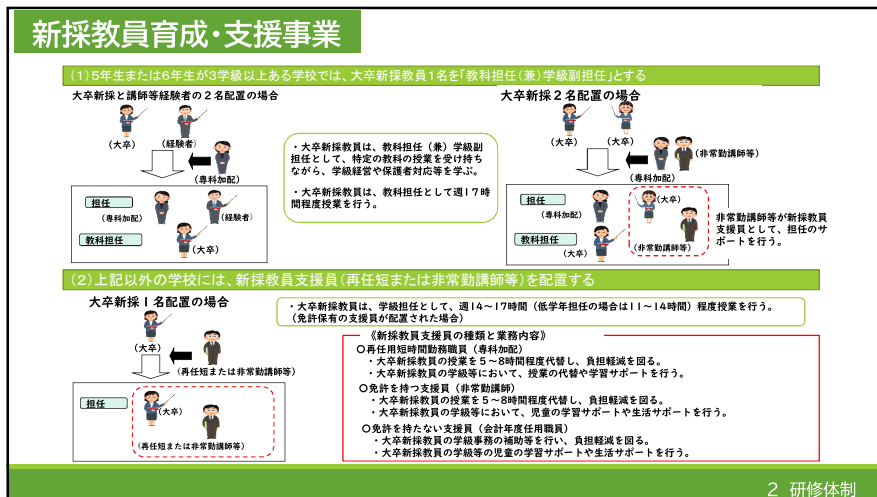 新採教員育成・支援事業
(1)5年生または6年生が3学級以上ある学校では、大卒新採教員1名を「教科担任(兼)学級副担任」とする
大卒新採と講師等経験者の2名配置の場合
(大卒)
(経験者)
(専科加配)
担任
(専科加配)
(経験者)
教科担任
(大卒)
・大卒新採教員は、教科担任(兼)学級副
担任として、特定の教科の授業を受け持ち
ながら、学級経営や保護者対応等を学ぶ。
・大卒新採教員は、教科担任として週17時
間程度授業を行う。
大卒新採2名配置の場合
(大卒)
(非常勤講師等)
(専科加配)
担任
(専科加配)
(大卒)
教科担任
(大卒)
(非常勤講師等)
非常勤講師等が新採教員
支援員として、担任のサ
ポートを行う。
(2)上記以外の学校には、新採教員支援員(再任短または非常勤講師等)を配置する
大卒新採1名配置の場合
(大卒)
(再任短または非常勤講師等)
担任
(大卒)
(再任短または非常勤講師等)
・大卒新採教員は、学級担任として、週14～17時間(低学年担任の場合は11～14時間)程度授業を行う。
(免許保有の支援員が配置された場合)
《新採教員支援員の種類と業務内容》
○再任用短時間勤務職員(専科加配)
・大卒新採教員の授業を5～8時間程度代替し、負担軽減を図る。
・大卒新採教員の学級等において、授業の代替や学習サポートを行う。
○免許を持つ支援員(非常勤講師)
・大卒新採教員の授業を5～8時間程度代替し、負担軽減を図る。
・大卒新採教員の学級等において、児童の学習サポートや生活サポートを行う。
○免許を持たない支援員(会計年度任用職員)
・大卒新採教員の学級事務の補助等を行い、負担軽減を図る。
・大卒新採教員の学級等の児童の学習サポートや生活サポートを行う。
2 研修体制